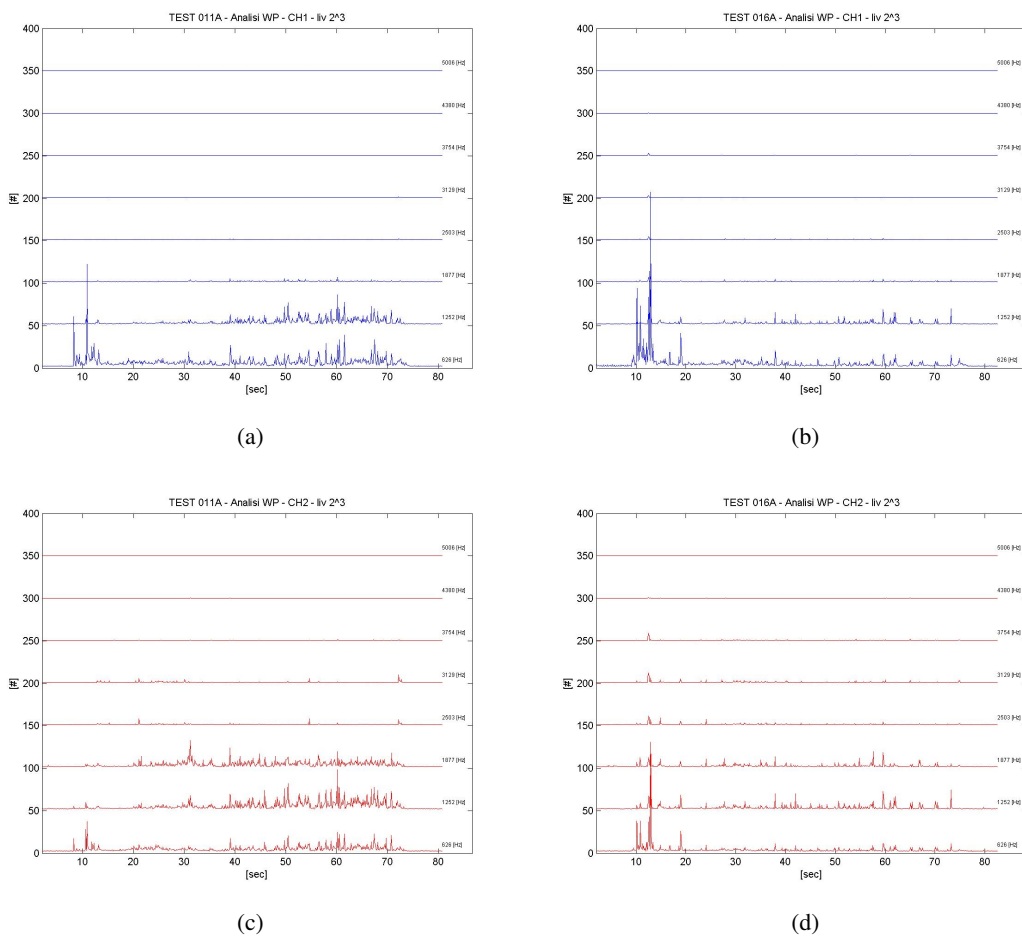 TEST 011A - Analisi WP - CH1 - liv 2^3
400
350
300
250
200
150
100
50
0
[#]
5006 [Hz]
4380 [Hz]
3754 [Hz]
3129 [Hz]
2503 [Hz]
1877 [Hz]
1252 [Hz]
626 [Hz]
10 20 30 40 50 60 70 80
[sec]
(a)
TEST 016A - Analisi WP - CH1 - liv 2^3
400
350
300
250
200
150
100
50
0
[#]
5006 [Hz]
4380 [Hz]
3754 [Hz]
3129 [Hz]
2503 [Hz]
1877 [Hz]
1252 [Hz]
626 [Hz]
10 20 30 40 50 60 70 80
[sec]
(b)
TEST 011A - Analisi WP - CH2 - liv 2^3
400
350
300
250
200
150
100
50
0
[#]
5006 [Hz]
4380 [Hz]
3754 [Hz]
3129 [Hz]
2503 [Hz]
1877 [Hz]
1252 [Hz]
626 [Hz]
10 20 30 40 50 60 70 80
[sec]
(c)
TEST 016A - Analisi WP - CH2 - liv 2^3
400
350
300
250
200
150
100
50
0
[#]
5006 [Hz]
4380 [Hz]
3754 [Hz]
3129 [Hz]
2503 [Hz]
1877 [Hz]
1252 [Hz]
626 [Hz]
10 20 30 40 50 60 70 80
[sec]
(d)